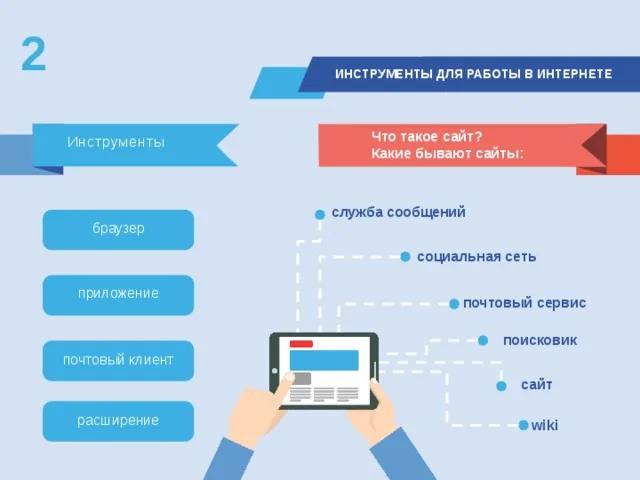 2
ИНСТРУМЕНТЫ ДЛЯ РАБОТЫ В ИНТЕРНЕТЕ
Инструменты
Что такое сайт?
Какие бывают сайты:
браузер
приложение
почтовый клиент
расширение
служба сообщений
социальная сеть
почтовый сервис
поисковик
сайт
wiki